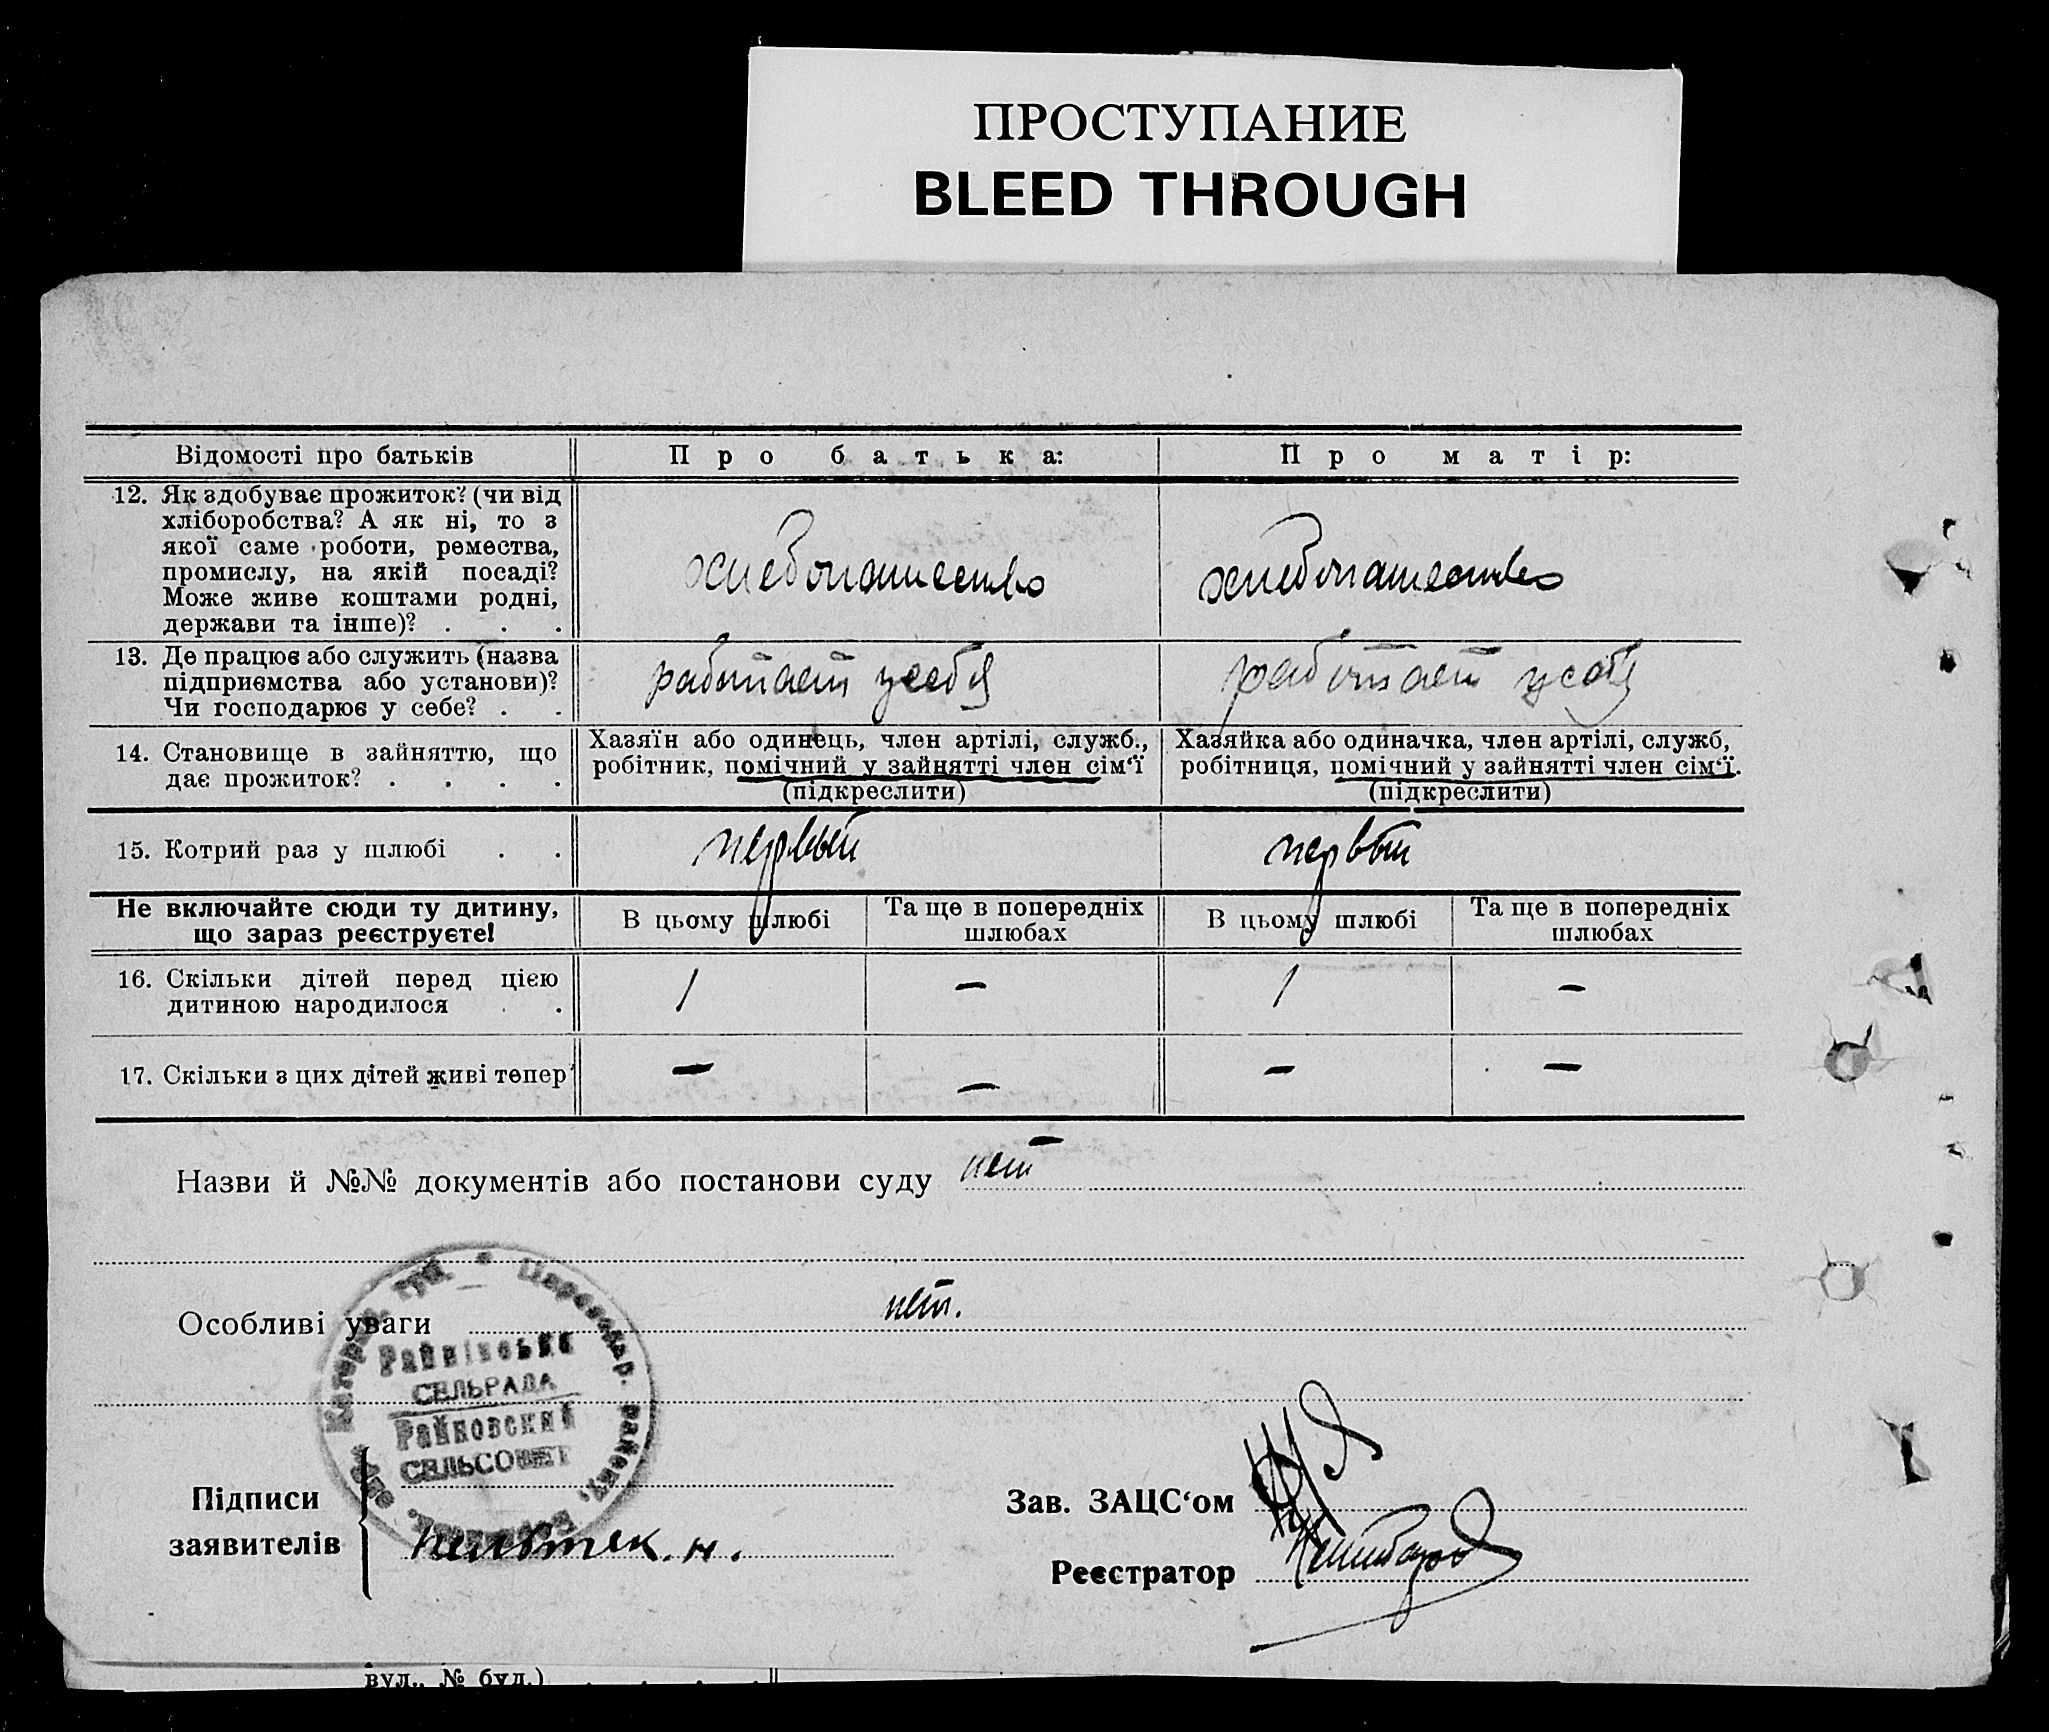 ПРОСТУПАНИЕ
BLEED THROUGH
Відомості про батьків
Про батька:
Про матір:
12. Як здобуває прожиток? (чи від
хліборобства? А як ні, то з
якої саме роботи, ремества,
промислу, на якій посаді?
Може живе коштами родні,
держави та інше)? . . .
хлебопашество
хлебопашество
13. Де працює або служить (назва
підприємства або установи)?
Чи господарює у себе? . .
работает у себя
работает у себя
14. Становище в зайняттю, що
дає прожиток? . . . .
Хазяїн або одинець, член артілі, служб.,
робітник, помічний у зайнятті член сім‘ї
(підкреслити)
Хазяйка або одиначка, член артілі, служб,
робітниця, помічний у зайнятті член сім‘ї.
(підкреслити)
15. Котрий раз у шлюбі . .
первый
первый
Не включайте сюди ту дитину,
що зараз реєструєте!
В цьому шлюбі
Та ще в попередніх
шлюбах
В цьому шлюбі
Та ще в попередніх
шлюбах
16. Скільки дітей перед цією
дитиною народилося . .
1
—
1
—
17. Скільки з цих дітей живі тепер
—
—
—
—
Назви й №№ документів або постанови суду нет
Особливі уваги нет.
Райківська
СЕЛЬРАДА
Райковский
СЕЛЬСОВЕТ
Підписи
заявителів
Зав. ЗАЦС‘ом
Реєстратор
вул., № буд.) . . . .